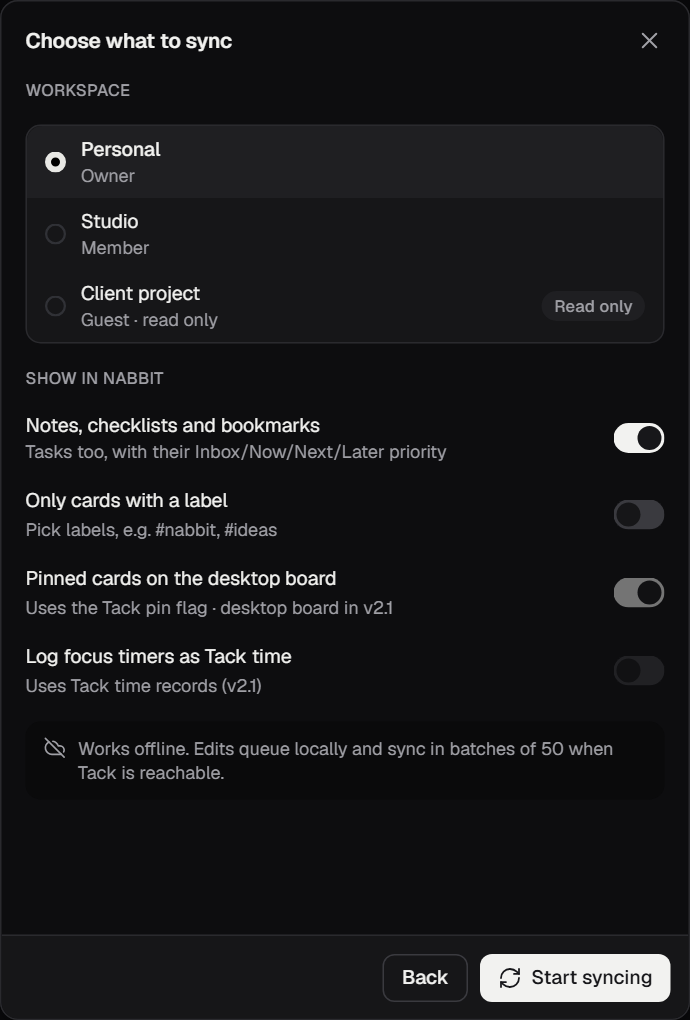 Choose what to sync
WORKSPACE
Personal
Owner
Studio
Member
Client project
Guest · read only
Read only
SHOW IN NABBIT
Notes, checklists and bookmarks
Tasks too, with their Inbox/Now/Next/Later priority
Only cards with a label
Pick labels, e.g. #nabbit, #ideas
Pinned cards on the desktop board
Uses the Tack pin flag · desktop board in v2.1
Log focus timers as Tack time
Uses Tack time records (v2.1)
Works offline. Edits queue locally and sync in batches of 50 when
Tack is reachable.
Back
Start syncing